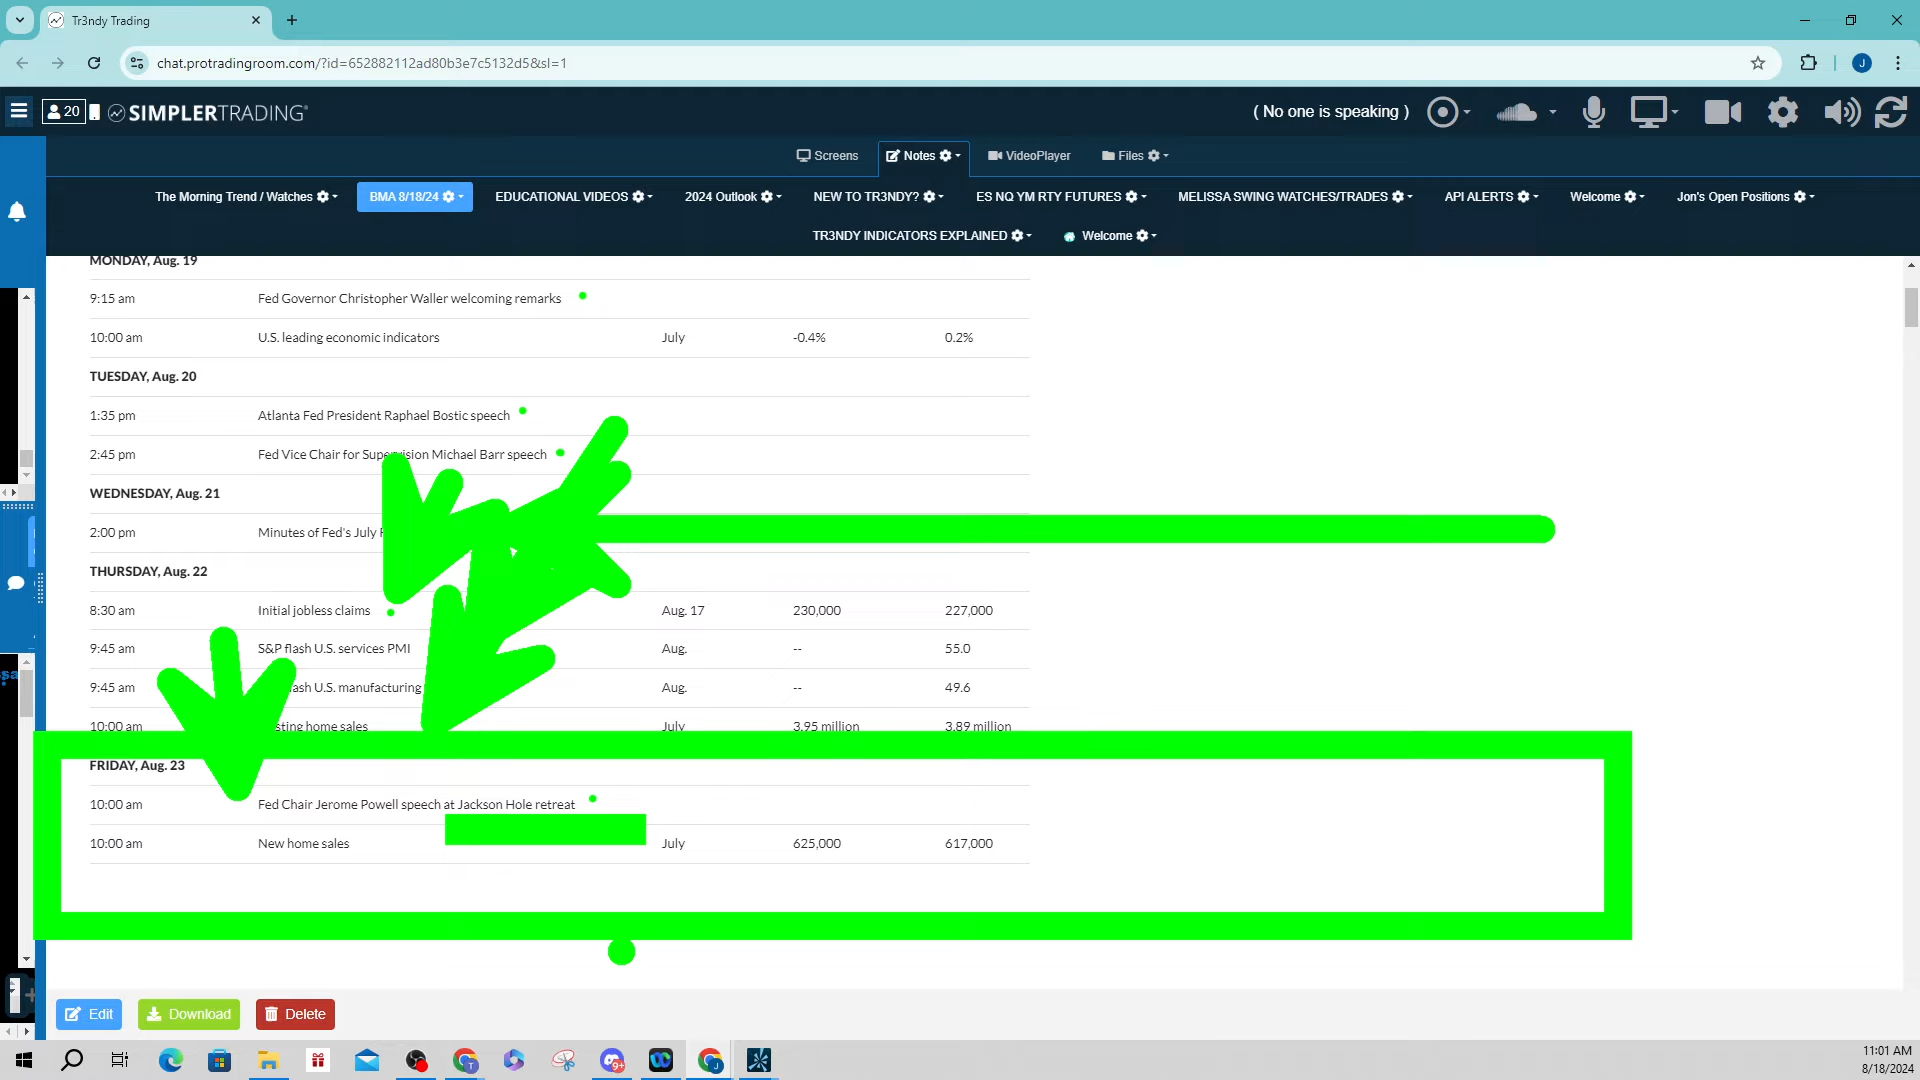 Tr3ndy Trading
chat.protradingroom.com/?id=652882112ad80b3e7c5132d5&sl=1
J
20
SIMPLERTRADING
( No one is speaking )
Screens
Notes
VideoPlayer
Files
The Morning Trend / Watches
BMA 8/18/24
EDUCATIONAL VIDEOS
2024 Outlook
NEW TO TR3NDY?
ES NQ YM RTY FUTURES
MELISSA SWING WATCHES/TRADES
API ALERTS
Welcome
Jon's Open Positions
TR3NDY INDICATORS EXPLAINED
Welcome
MONDAY, Aug. 19
9:15 am Fed Governor Christopher Waller welcoming remarks
10:00 am U.S. leading economic indicators July -0.4% 0.2%
TUESDAY, Aug. 20
1:35 pm Atlanta Fed President Raphael Bostic speech
2:45 pm Fed Vice Chair for Supervision Michael Barr speech
WEDNESDAY, Aug. 21
2:00 pm Minutes of Fed's July
THURSDAY, Aug. 22
8:30 am Initial jobless claims Aug. 17 230,000 227,000
9:45 am S&P flash U.S. services PMI Aug. -- 55.0
9:45 am U.S. manufacturing Aug. -- 49.6
10:00 am home sales July 3.95 million 3.89 million
FRIDAY, Aug. 23
10:00 am Fed Chair Jerome Powell speech at Jackson Hole retreat
10:00 am New home sales July 625,000 617,000
Edit
Download
Delete
11:01 AM
8/18/2024